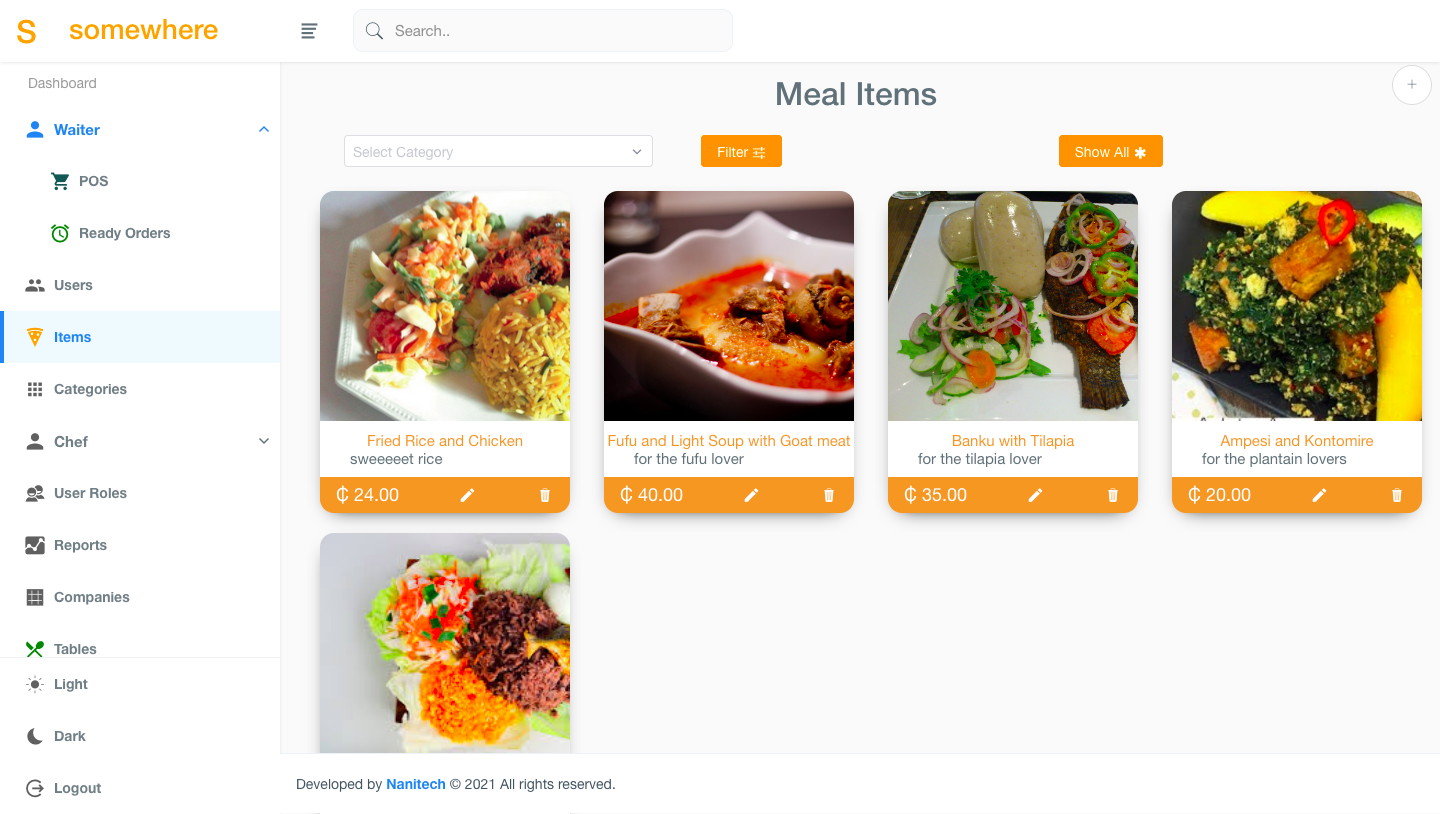 S somewhere
Search..
Dashboard
Waiter
POS
Ready Orders
Users
Items
Categories
Chef
User Roles
Reports
Companies
Tables
Light
Dark
Logout
Meal Items
+
Select Category
Filter
Show All
Fried Rice and Chicken
sweeeeet rice
₵ 24.00
Fufu and Light Soup with Goat meat
for the fufu lover
₵ 40.00
Banku with Tilapia
for the tilapia lover
₵ 35.00
Ampesi and Kontomire
for the plantain lovers
₵ 20.00
Developed by Nanitech © 2021 All rights reserved.